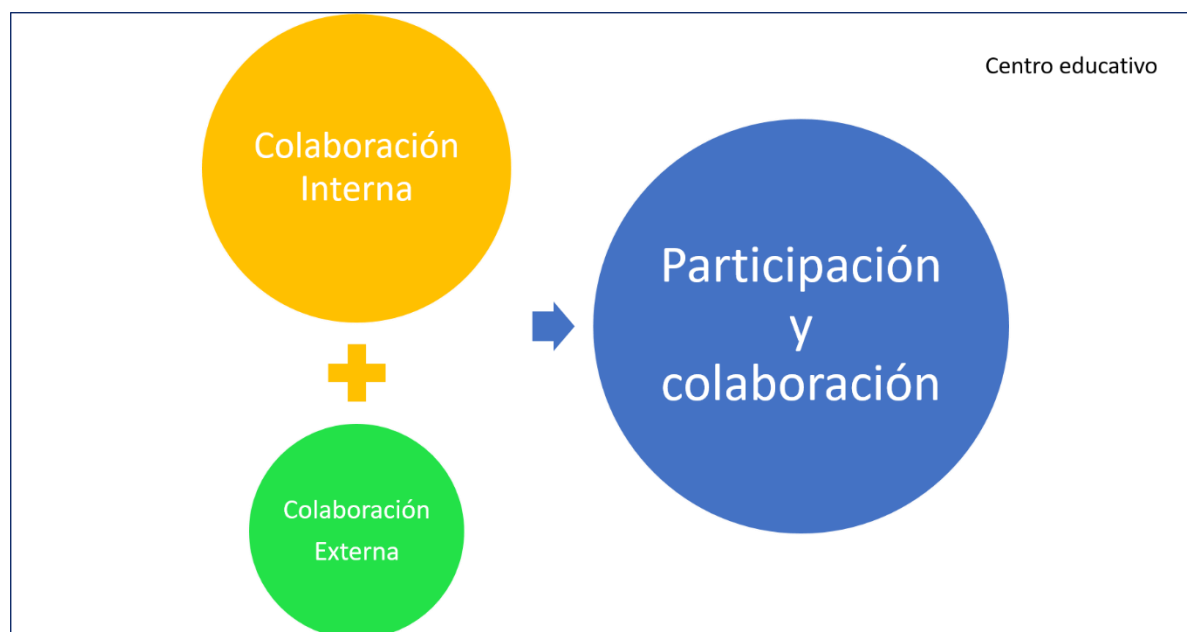 Centro educativo
Colaboración
Interna
Participación
y
colaboración
Colaboración
Externa